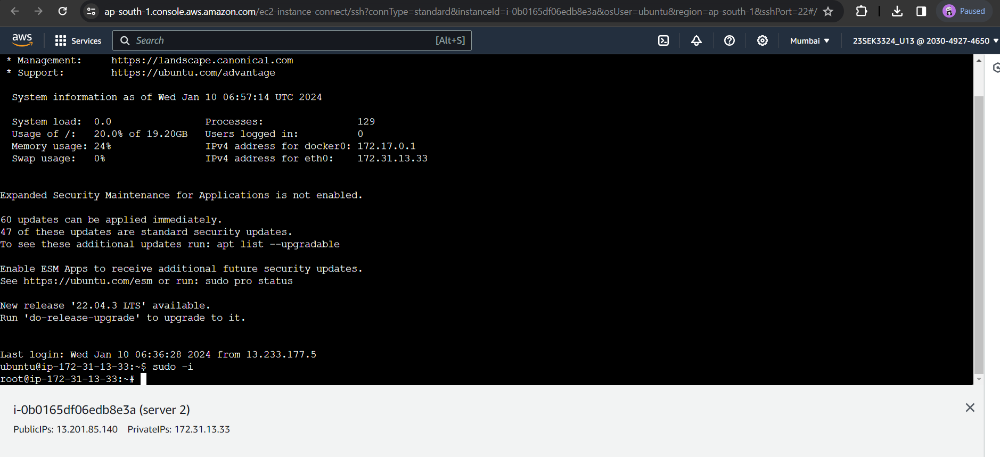 ap-south-1.console.aws.amazon.com/ec2-instance-connect/ssh?connType=standard&instanceId=i-0b0165df06edb8e3a&osUser=ubuntu&region=ap-south-1&sshPort=22#/ Paused
aws Services Search [Alt+S] Mumbai 23SEK3324_U13 @ 2030-4927-4650
* Management: https://landscape.canonical.com
* Support: https://ubuntu.com/advantage
System information as of Wed Jan 10 06:57:14 UTC 2024
System load: 0.0 Processes: 129
Usage of /: 20.0% of 19.20GB Users logged in: 0
Memory usage: 24% IPv4 address for docker0: 172.17.0.1
Swap usage: 0% IPv4 address for eth0: 172.31.13.33
Expanded Security Maintenance for Applications is not enabled.
60 updates can be applied immediately.
47 of these updates are standard security updates.
To see these additional updates run: apt list --upgradable
Enable ESM Apps to receive additional future security updates.
See https://ubuntu.com/esm or run: sudo pro status
New release '22.04.3 LTS' available.
Run 'do-release-upgrade' to upgrade to it.
Last login: Wed Jan 10 06:36:28 2024 from 13.233.177.5
ubuntu@ip-172-31-13-33:~$ sudo -i
root@ip-172-31-13-33:~#
i-0b0165df06edb8e3a (server 2)
PublicIPs: 13.201.85.140 PrivateIPs: 172.31.13.33